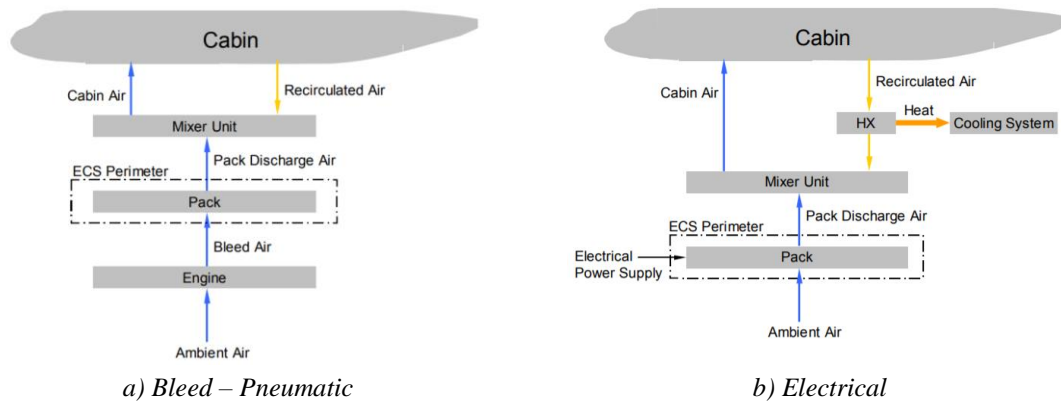 Cabin
Cabin Air
Recirculated Air
Mixer Unit
Pack Discharge Air
ECS Perimeter
Pack
Bleed Air
Engine
Ambient Air
a) Bleed – Pneumatic
Cabin
Cabin Air
Recirculated Air
Heat
HX
Cooling System
Mixer Unit
Pack Discharge Air
ECS Perimeter
Electrical
Power Supply
Pack
Ambient Air
b) Electrical